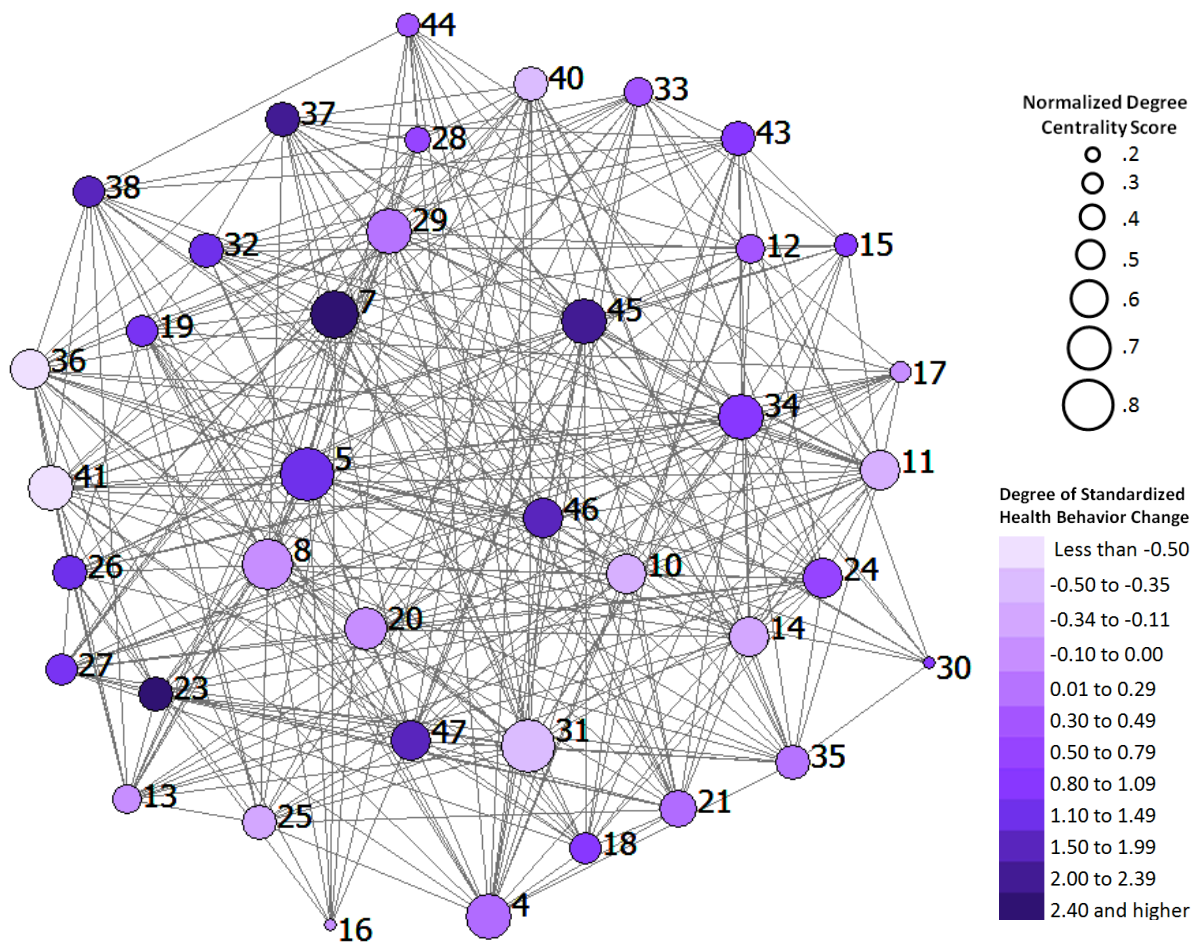 44
40
33
37
43
28
38
29
32
12
15
7
45
19
36
17
34
11
5
41
46
8
10
26
24
20
14
27
30
23
47
31
35
13
21
25
18
4
16
Normalized Degree
Centrality Score
.2
.3
.4
.5
.6
.7
.8
Degree of Standardized
Health Behavior Change
Less than -0.50
-0.50 to -0.35
-0.34 to -0.11
-0.10 to 0.00
0.01 to 0.29
0.30 to 0.49
0.50 to 0.79
0.80 to 1.09
1.10 to 1.49
1.50 to 1.99
2.00 to 2.39
2.40 and higher